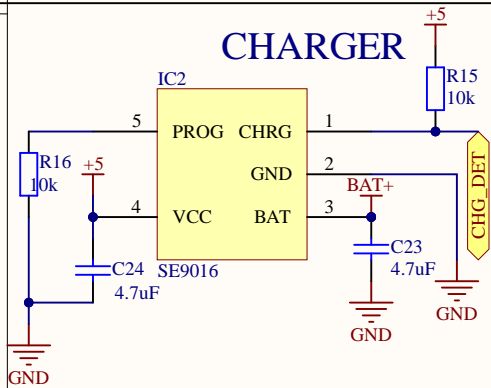 +5
CHARGER
IC2
R15
10k
5
PROG
CHRG
1
R16
10k
+5
GND
2
BAT+
CHG_DET
4
VCC
BAT
3
C24
4.7uF
SE9016
C23
4.7uF
GND
GND
GND